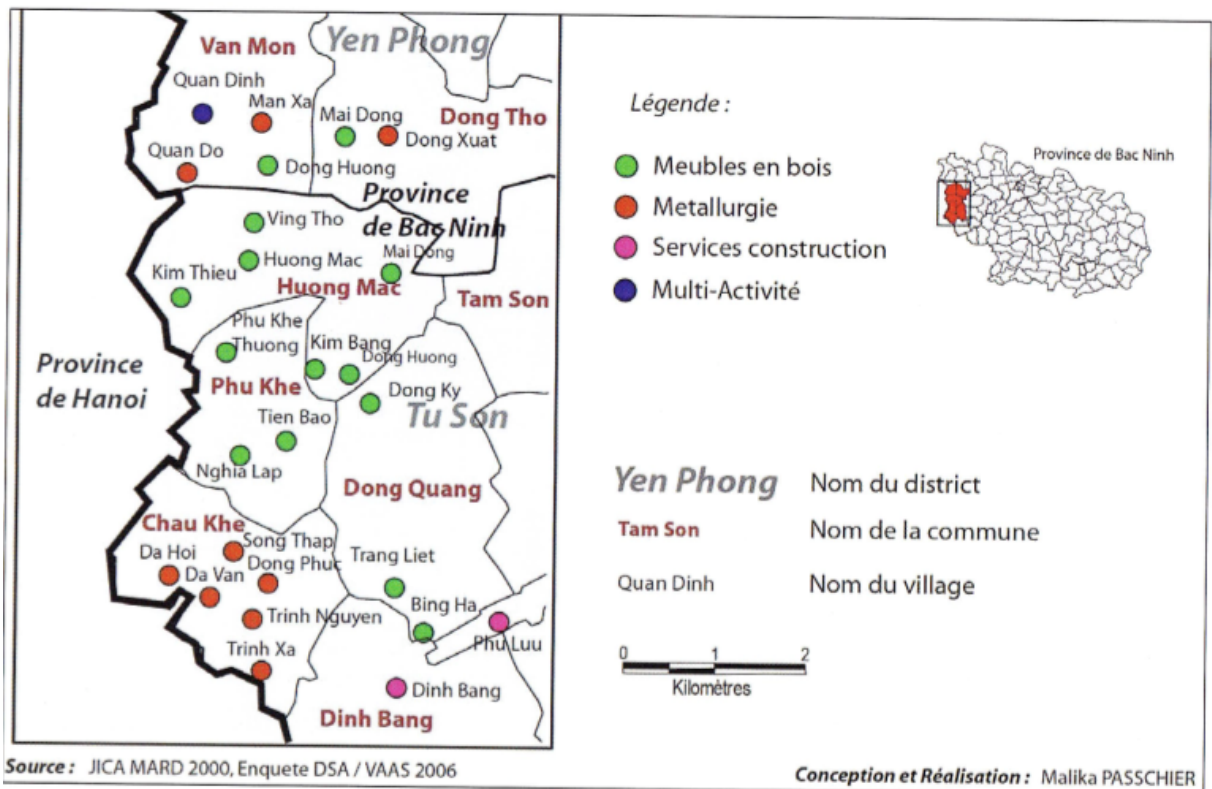 Van Mon
Yen Phong
Quan Dinh
Man Xa
Mai Dong
Dong Tho
Dong Xuat
Quan Do
Dong Huong
Province
de Bac Ninh
Ving Tho
Huong Mac
Mai Dong
Kim Thieu
Huong Mac
Tam Son
Phu Khe
Thuong
Kim Bang
Dong Huong
Province
de Hanoi
Phu Khe
Dong Ky
Tien Bao
Tu Son
Nghia Lap
Dong Quang
Chau Khe
Song Thap
Da Hoi
Dong Phuc
Da Van
Trang Liet
Bing Ha
Trinh Nguyen
Phu Luu
Trinh Xa
Dinh Bang
Dinh Bang
Légende :
Meubles en bois
Metallurgie
Services construction
Multi-Activité
Province de Bac Ninh
Yen Phong Nom du district
Tam Son Nom de la commune
Quan Dinh Nom du village
0 1 2
Kilomètres
Source : JICA MARD 2000, Enquete DSA / VAAS 2006
Conception et Réalisation : Malika PASSCHIER